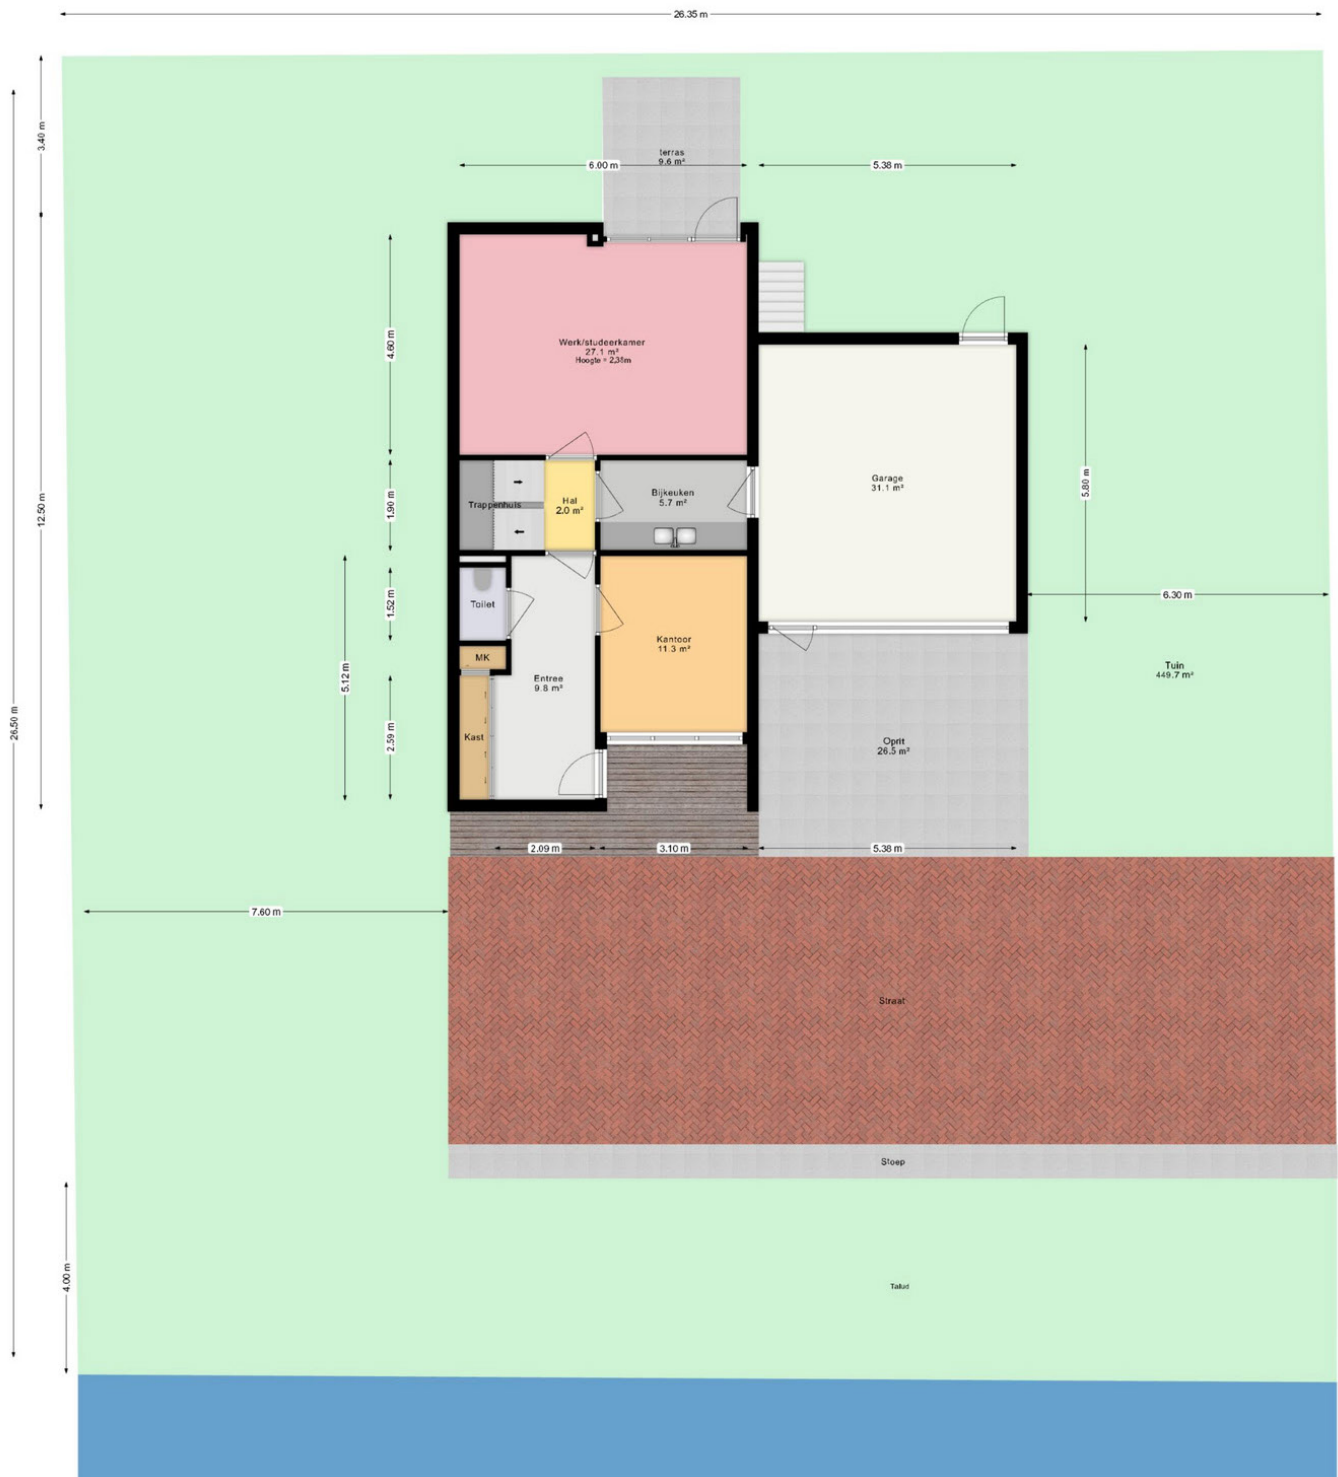 26.35 m
3.40 m
terras
9.6 m²
6.00 m
5.38 m
4.60 m
Werk/studeerkamer
27.1 m²
Hoogte = 2,35m
12.50 m
1.90 m
Trappenhuis
Hal
2.0 m²
Bijkeuken
5.7 m²
Garage
31.1 m²
5.80 m
6.30 m
1.52 m
Toilet
Kantoor
11.3 m²
MK
5.12 m
Entree
9.8 m²
Tuin
449.7 m²
26.50 m
2.59 m
Kast
Oprit
26.5 m²
2.09 m
3.10 m
5.38 m
7.60 m
Straat
Stoep
4.00 m
Talud